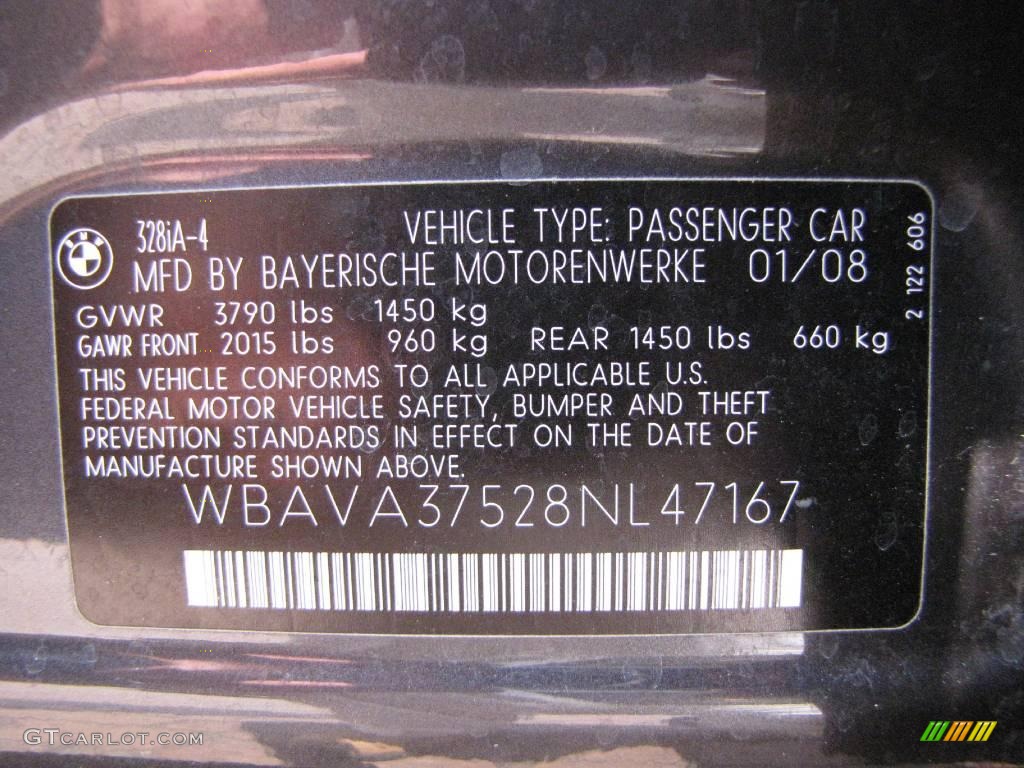 BMW
328iA-4 VEHICLE TYPE: PASSENGER CAR
MFD BY BAYERISCHE MOTORENWERKE 01/08
GVWR 3790 lbs 1450 kg
GAWR FRONT 2015 lbs 960 kg REAR 1450 lbs 660 kg
THIS VEHICLE CONFORMS TO ALL APPLICABLE U.S.
FEDERAL MOTOR VEHICLE SAFETY, BUMPER AND THEFT
PREVENTION STANDARDS IN EFFECT ON THE DATE OF
MANUFACTURE SHOWN ABOVE.
WBAVA37528NL47167
2 122 606
GTCARLOT.COM